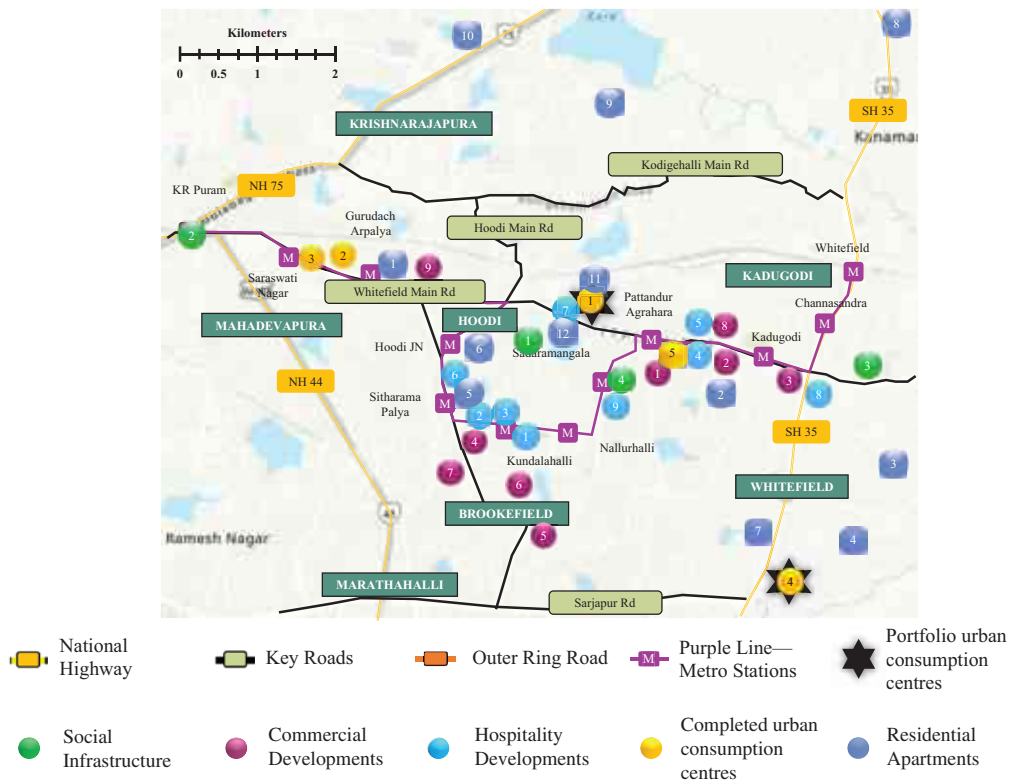 Kilometers
0 0.5 1 2
10
8
9
KRISHNARAJAPURA
SH 35
Kodigehalli Main Rd
KR Puram
NH 75
Gurudach
Arpalya
Hoodi Main Rd
2
M
3
2
M
1
9
Whitefield
M
Saraswati
Nagar
Whitefield Main Rd
11
1
7
KADUGODI
Pattandur
Agrahara
Channasandra
M
MAHADEVAPURA
HOODI
12
5
8
Kadugodi
Hoodi JN
M
6
1
Sadaramangala
M
5
4
2
M
3
NH 44
6
1
3
M
4
2
8
Sitharama
Palya
5
M
2
3
9
M
1
M
SH 35
4
Kundalahalli
Nallurhalli
7
6
3
WHITEFIELD
BROOKEFIELD
5
7
4
Ramesh Nagar
MARATHAHALLI
4
Sarjapur Rd
National
Highway
Key Roads
Outer Ring Road
M
Purple Line—
Metro Stations
Portfolio urban
consumption
centres
Social
Infrastructure
Commercial
Developments
Hospitality
Developments
Completed urban
consumption
centres
Residential
Apartments